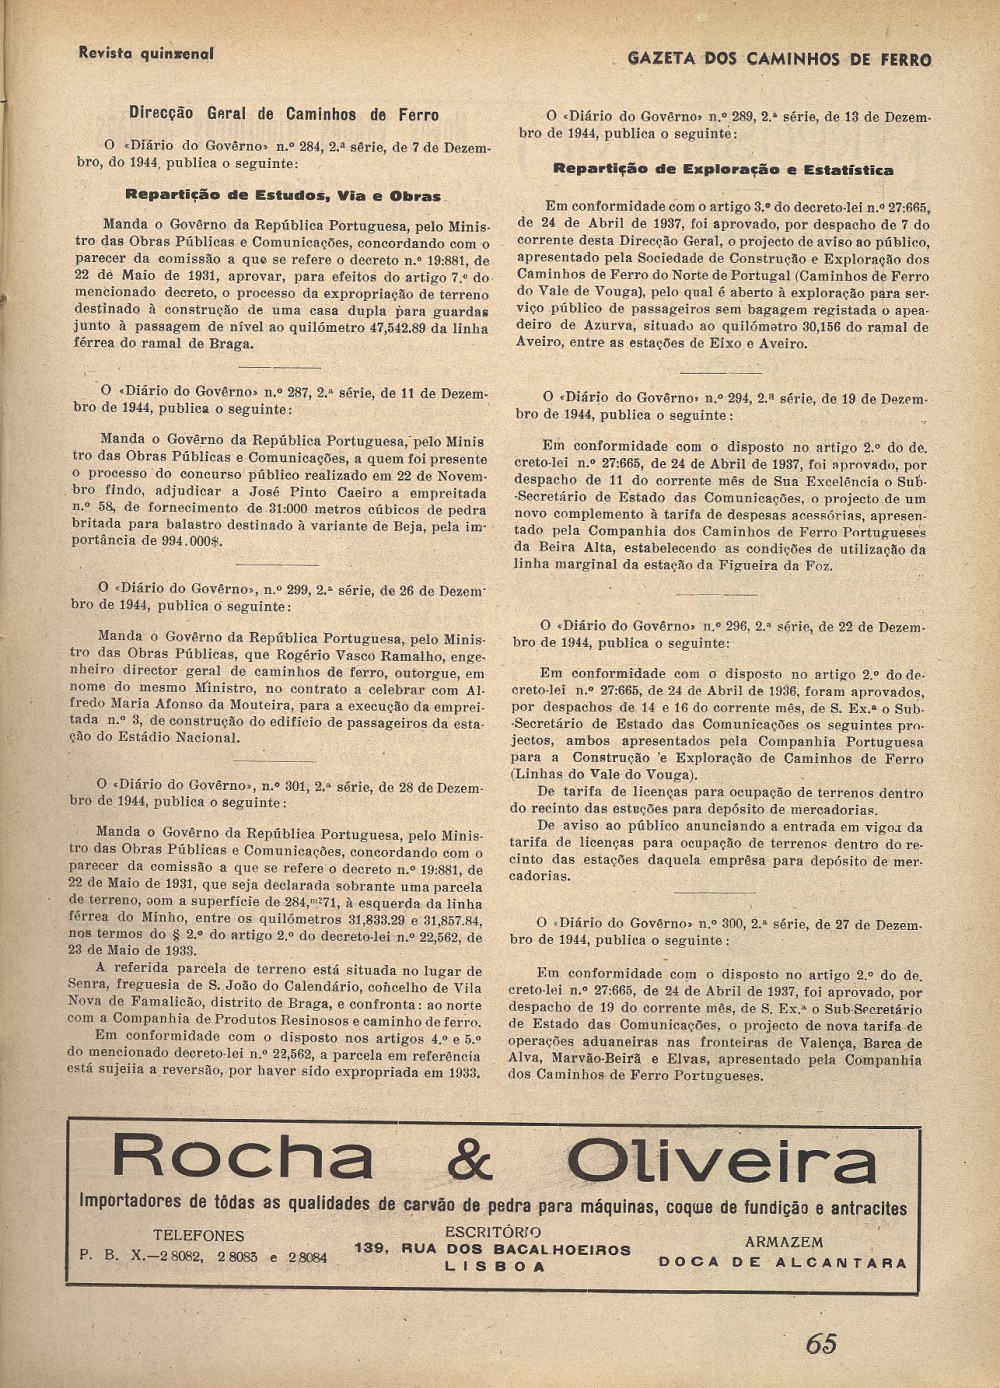 Revista quinzenal
GAZETA DOS CAMINHOS DE FERRO
Direcção Geral de Caminhos de Ferro
O «Diário do Govêrno» n.º 284, 2.ª série, de 7 de Dezem-
bro, do 1944, publica o seguinte:
Repartição de Estudos, Via e Obras
Manda o Govêrno da República Portuguesa, pelo Minis-
tro das Obras Públicas e Comunicações, concordando com o
parecer da comissão a que se refere o decreto n.º 19:881, de
22 de Maio de 1931, aprovar, para efeitos do artigo 7.º do
mencionado decreto, o processo da expropriação de terreno
destinado à construção de uma casa dupla para guardas
junto à passagem de nível ao quilómetro 47,542.89 da linha
férrea do ramal de Braga.
O «Diário do Govêrno» n.º 287, 2.ª série, de 11 de Dezem-
bro de 1944, publica o seguinte:
Manda o Govêrno da República Portuguesa, pelo Minis
tro das Obras Públicas e Comunicações, a quem foi presente
o processo do concurso público realizado em 22 de Novem-
bro findo, adjudicar a José Pinto Caeiro a empreitada
n.º 58, de fornecimento de 31:000 metros cúbicos de pedra
britada para balastro destinado à variante de Beja, pela im-
portância de 994.000$.
O «Diário do Govêrno», n.º 299, 2.ª série, de 26 de Dezem-
bro de 1944, publica o seguinte:
Manda o Govêrno da República Portuguesa, pelo Minis-
tro das Obras Públicas, que Rogério Vasco Ramalho, enge-
nheiro director geral de caminhos de ferro, outorgue, em
nome do mesmo Ministro, no contrato a celebrar com Al-
fredo Maria Afonso da Mouteira, para a execução da emprei-
tada n.º 3, de construção do edifício de passageiros da esta-
ção do Estádio Nacional.
O «Diário do Govêrno», n.º 301, 2.ª série, de 28 de Dezem-
bro de 1944, publica o seguinte:
Manda o Govêrno da República Portuguesa, pelo Minis-
tro das Obras Públicas e Comunicações, concordando com o
parecer da comissão a que se refere o decreto n.º 19:881, de
22 de Maio de 1931, que seja declarada sobrante uma parcela
de terreno, com a superfície de 284,m²71, à esquerda da linha
férrea do Minho, entre os quilómetros 31,833.29 e 31,857.84,
nos termos do § 2.º do artigo 2.º do decreto-lei n.º 22,562, de
23 de Maio de 1933.
A referida parcela de terreno está situada no lugar de
Senra, freguesia de S. João do Calendário, concelho de Vila
Nova de Famalicão, distrito de Braga, e confronta: ao norte
com a Companhia de Produtos Resinosos e caminho de ferro.
Em conformidade com o disposto nos artigos 4.º e 5.º
do mencionado decreto-lei n.º 22,562, a parcela em referência
está sujeiia a reversão, por haver sido expropriada em 1933.
O «Diário do Govêrno» n.º 289, 2.ª série, de 13 de Dezem-
bro de 1944, publica o seguinte:
Repartição de Exploração e Estatística
Em conformidade com o artigo 3.º do decreto-lei n.º 27:665,
de 24 de Abril de 1937, foi aprovado, por despacho de 7 do
corrente desta Direcção Geral, o projecto de aviso ao público,
apresentado pela Sociedade de Construção e Exploração dos
Caminhos de Ferro do Norte de Portugal (Caminhos de Ferro
do Vale de Vouga), pelo qual é aberto à exploração para ser-
viço público de passageiros sem bagagem registada o apea-
deiro de Azurva, situado ao quilómetro 30,156 do ramal de
Aveiro, entre as estações de Eixo e Aveiro.
O «Diário do Govêrno» n.º 294, 2.ª série, de 19 de Dezem-
bro de 1944, publica o seguinte:
Em conformidade com o disposto no artigo 2.º do de.
creto-lei n.º 27:665, de 24 de Abril de 1937, foi aprovado, por
despacho de 11 do corrente mês de Sua Excelência o Sub-
-Secretário de Estado das Comunicações, o projecto de um
novo complemento à tarifa de despesas acessórias, apresen-
tado pela Companhia dos Caminhos de Ferro Portugueses
da Beira Alta, estabelecendo as condições de utilização da
linha marginal da estação da Figueira da Foz.
O «Diário do Govêrno» n.º 296, 2.ª série, de 22 de Dezem-
bro de 1944, publica o seguinte:
Em conformidade com o disposto no artigo 2.º do de-
creto-lei n.º 27:665, de 24 de Abril de 1936, foram aprovados,
por despachos de 14 e 16 do corrente mês, de S. Ex.ª o Sub-
-Secretário de Estado das Comunicações os seguintes pro-
jectos, ambos apresentados pela Companhia Portuguesa
para a Construção e Exploração de Caminhos de Ferro
(Linhas do Vale do Vouga).
De tarifa de licenças para ocupação de terrenos dentro
do recinto das estações para depósito de mercadorias.
De aviso ao público anunciando a entrada em vigor da
tarifa de licenças para ocupação de terrenos dentro do re-
cinto das estações daquela emprêsa para depósito de mer-
cadorias.
O «Diário do Govêrno» n.º 300, 2.ª série, de 27 de Dezem-
bro de 1944, publica o seguinte:
Em conformidade com o disposto no artigo 2.º do de.
creto-lei n.º 27:665, de 24 de Abril de 1937, foi aprovado, por
despacho de 19 do corrente mês, de S. Ex.ª o Sub-Secretário
de Estado das Comunicações, o projecto de nova tarifa de
operações aduaneiras nas fronteiras de Valença, Barca de
Alva, Marvão-Beirã e Elvas, apresentado pela Companhia
dos Caminhos de Ferro Portugueses.
Rocha & Oliveira
Importadores de tôdas as qualidades de carvão de pedra para máquinas, coque de fundição e antracites
TELEFONES
P. B. X.—2 8082, 2 8083 e 2 8084
ESCRITÓRIO
139, RUA DOS BACALHOEIROS
LISBOA
ARMAZEM
DOCA DE ALCANTARA
65